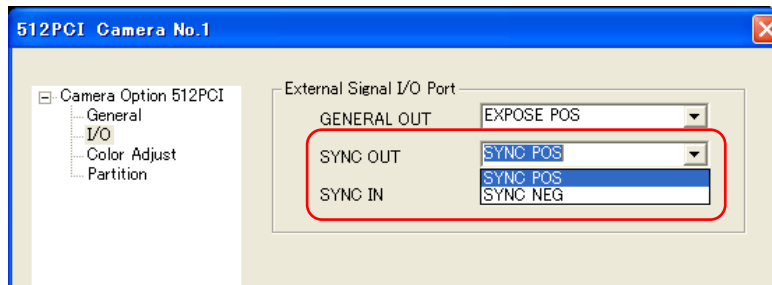 512PCI Camera No.1
Camera Option 512PCI
General
I/O
Color Adjust
Partition
External Signal I/O Port
GENERAL OUT EXPOSE POS
SYNC OUT SYNC POS
SYNC POS
SYNC IN SYNC NEG